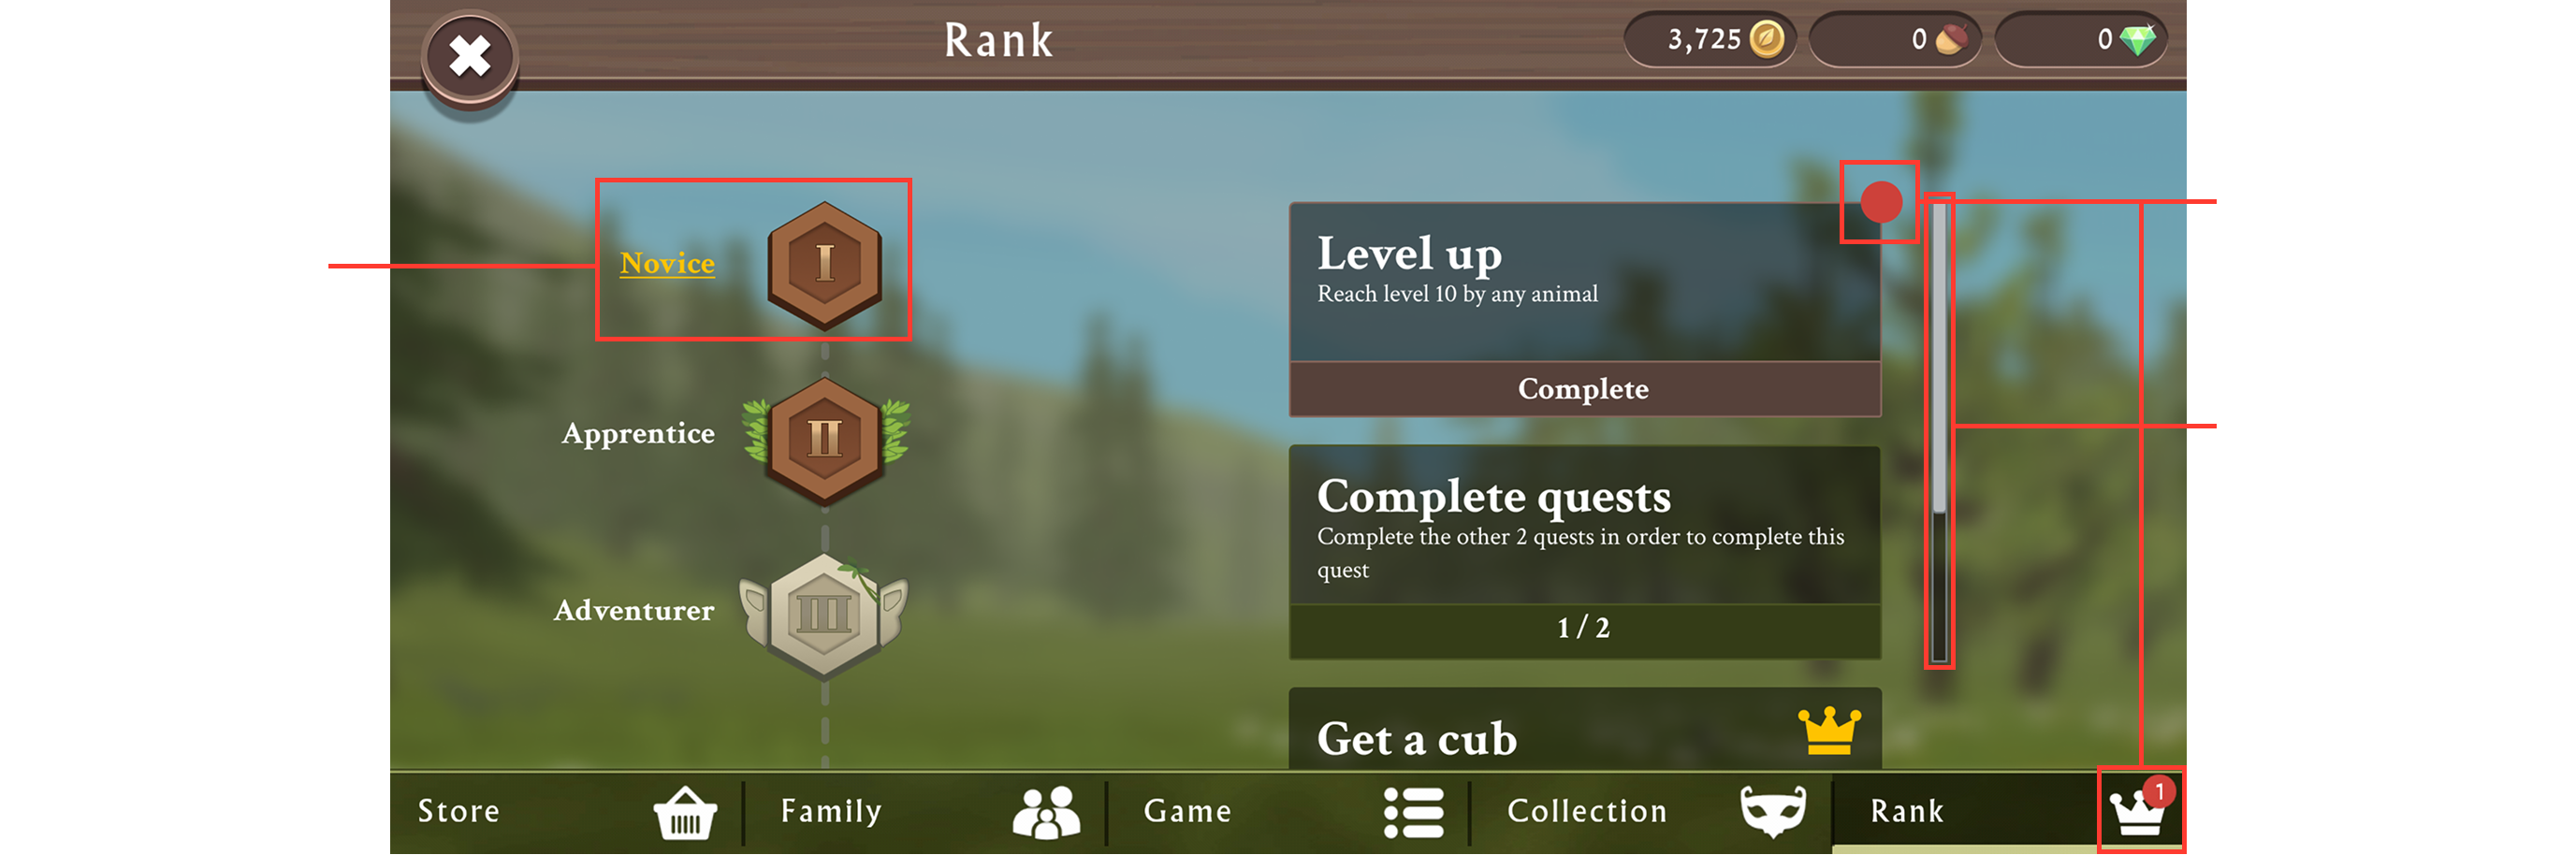 Rank
3,725
0
0
Novice
I
Apprentice
II
Adventurer
III
Level up
Reach level 10 by any animal
Complete
Complete quests
Complete the other 2 quests in order to complete this
quest
1 / 2
Get a cub
Store
Family
Game
Collection
Rank
1